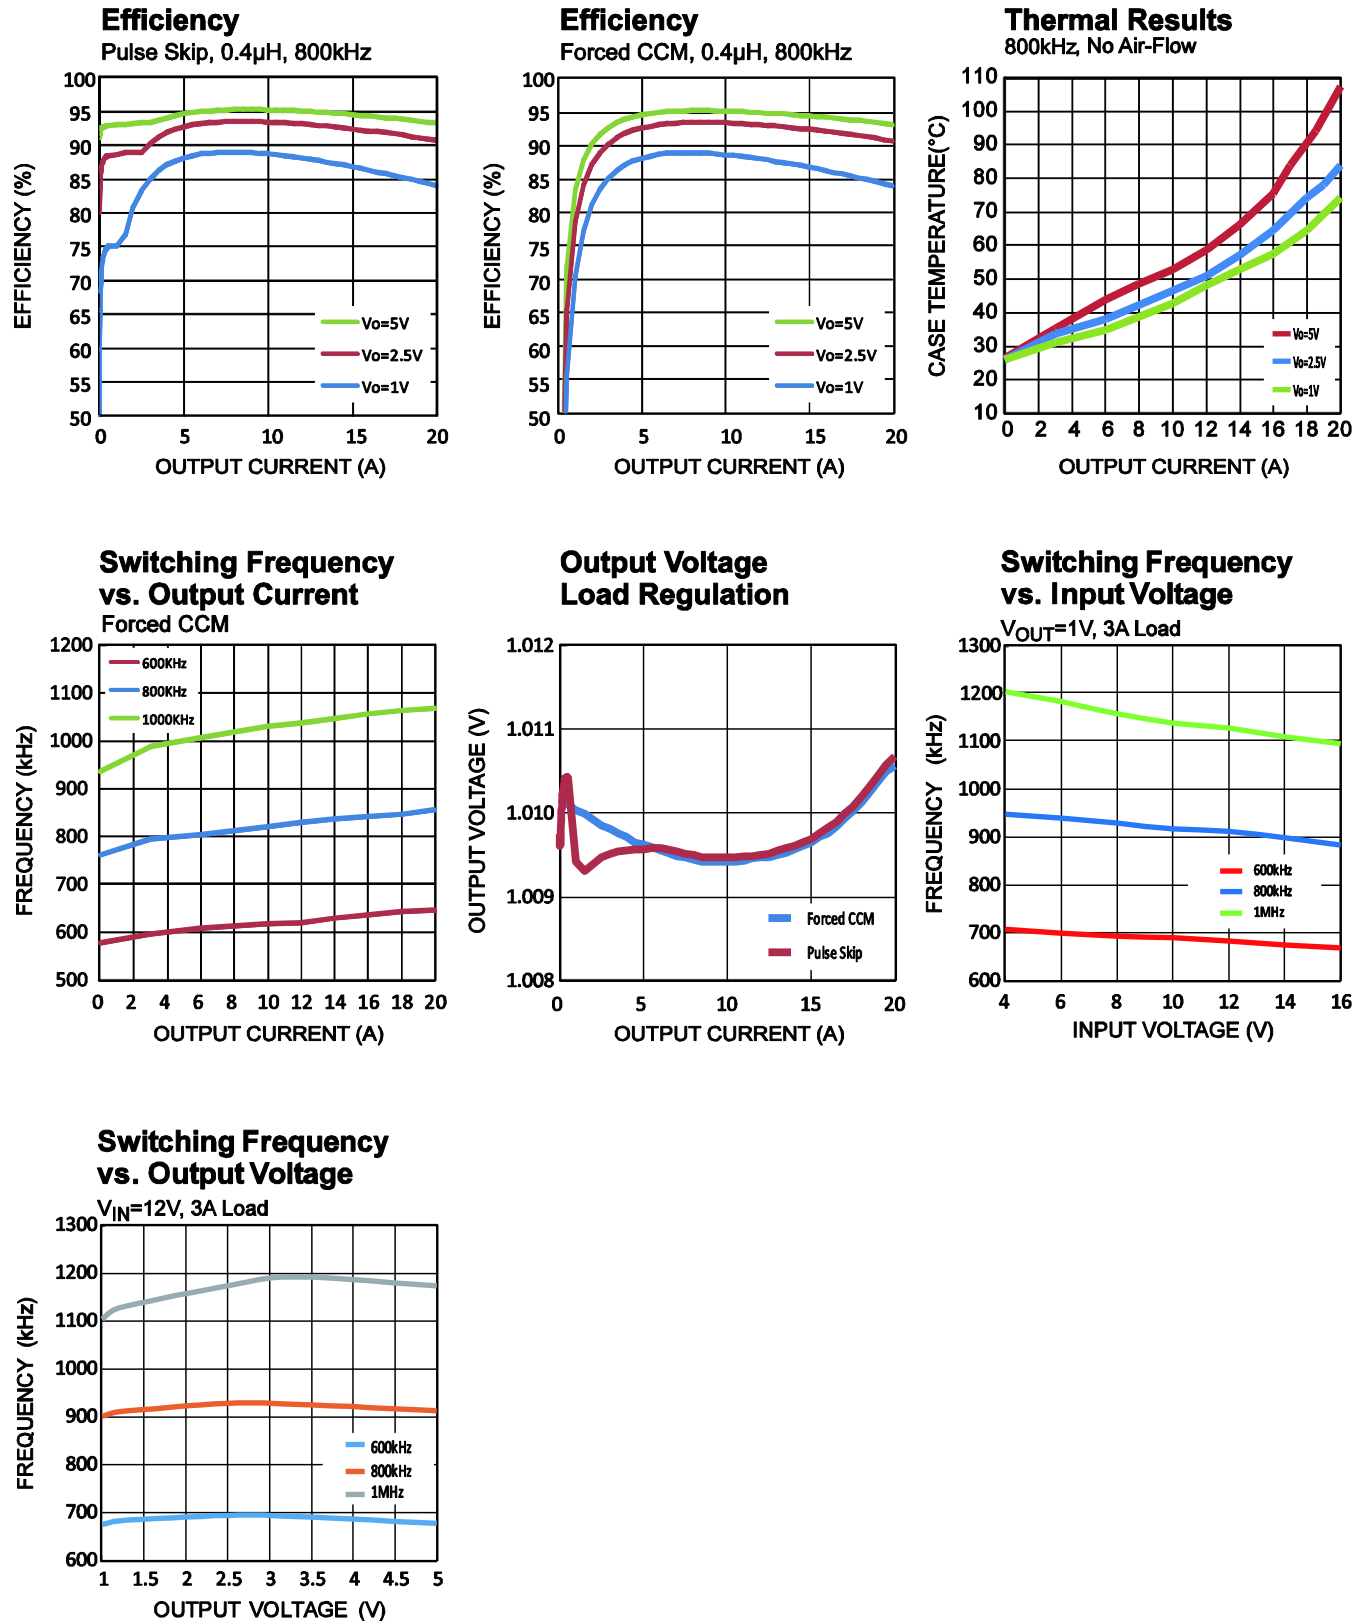 Efficiency
Pulse Skip, 0.4µH, 800kHz
EFFICIENCY (%)
100
95
90
85
80
75
70
65
60
55
50
Vo=5V
Vo=2.5V
Vo=1V
0 5 10 15 20
OUTPUT CURRENT (A)
Efficiency
Forced CCM, 0.4µH, 800kHz
EFFICIENCY (%)
100
95
90
85
80
75
70
65
60
55
50
Vo=5V
Vo=2.5V
Vo=1V
0 5 10 15 20
OUTPUT CURRENT (A)
Thermal Results
800kHz, No Air-Flow
CASE TEMPERATURE(°C)
110
100
90
80
70
60
50
40
30
20
10
Vo=5V
Vo=2.5V
Vo=1V
0 2 4 6 8 10 12 14 16 18 20
OUTPUT CURRENT (A)
Switching Frequency
vs. Output Current
Forced CCM
FREQUENCY (kHz)
1200
1100
1000
900
800
700
600
500
600KHz
800KHz
1000KHz
0 2 4 6 8 10 12 14 16 18 20
OUTPUT CURRENT (A)
Output Voltage
Load Regulation
OUTPUT VOLTAGE (V)
1.012
1.011
1.010
1.009
1.008
Forced CCM
Pulse Skip
0 5 10 15 20
OUTPUT CURRENT (A)
Switching Frequency
vs. Input Voltage
VOUT=1V, 3A Load
FREQUENCY (kHz)
1300
1200
1100
1000
900
800
700
600
600kHz
800kHz
1MHz
4 6 8 10 12 14 16
INPUT VOLTAGE (V)
Switching Frequency
vs. Output Voltage
VIN=12V, 3A Load
FREQUENCY (kHz)
1300
1200
1100
1000
900
800
700
600
600kHz
800kHz
1MHz
1 1.5 2 2.5 3 3.5 4 4.5 5
OUTPUT VOLTAGE (V)